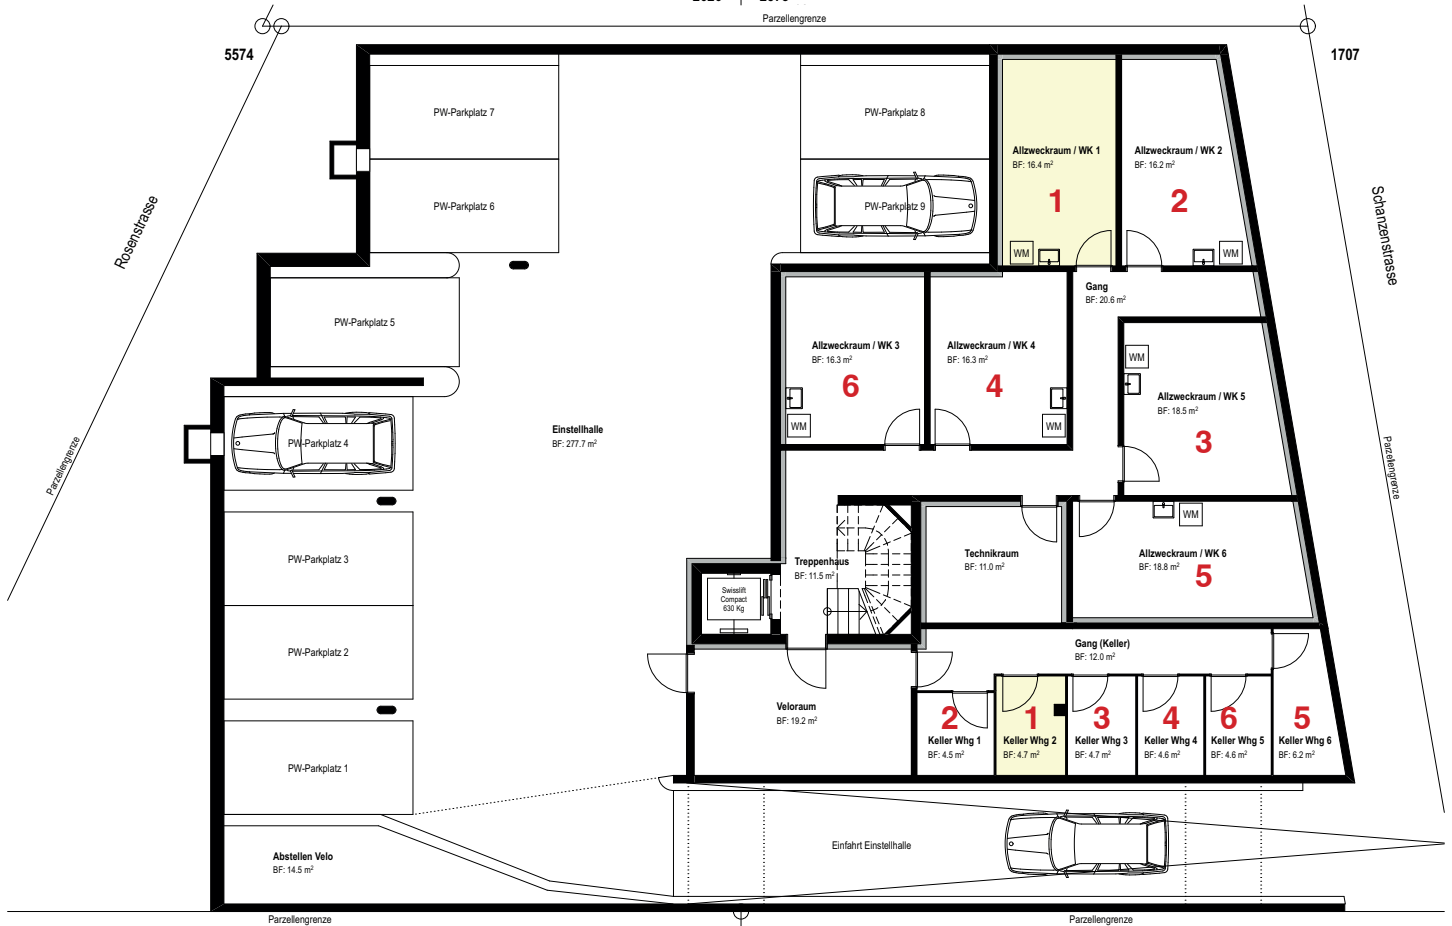 Parzellengrenze
5574
1707
PW-Parkplatz 7
PW-Parkplatz 8
Allzweckraum / WK 1
BF: 16.4 m²
1
WM
Allzweckraum / WK 2
BF: 16.2 m²
2
WM
PW-Parkplatz 6
PW-Parkplatz 9
Rosenstrasse
Schanzenstrasse
Gang
BF: 20.6 m²
PW-Parkplatz 5
Allzweckraum / WK 3
BF: 16.3 m²
6
WM
Allzweckraum / WK 4
BF: 16.3 m²
4
WM
WM
Allzweckraum / WK 5
BF: 18.5 m²
3
PW-Parkplatz 4
Einstellhalle
BF: 277.7 m²
Parzellengrenze
Parzellengrenze
WM
PW-Parkplatz 3
Treppenhaus
BF: 11.5 m²
Technikraum
BF: 11.0 m²
Allzweckraum / WK 6
BF: 18.8 m²
5
Swisslift
Compact
630 Kg
PW-Parkplatz 2
Gang (Keller)
BF: 12.0 m²
Veloraum
BF: 19.2 m²
2
Keller Whg 1
BF: 4.5 m²
1
Keller Whg 2
BF: 4.7 m²
3
Keller Whg 3
BF: 4.7 m²
4
Keller Whg 4
BF: 4.6 m²
6
Keller Whg 5
BF: 4.6 m²
5
Keller Whg 6
BF: 6.2 m²
PW-Parkplatz 1
Einfahrt Einstellhalle
Abstellen Velo
BF: 14.5 m²
Parzellengrenze
Parzellengrenze